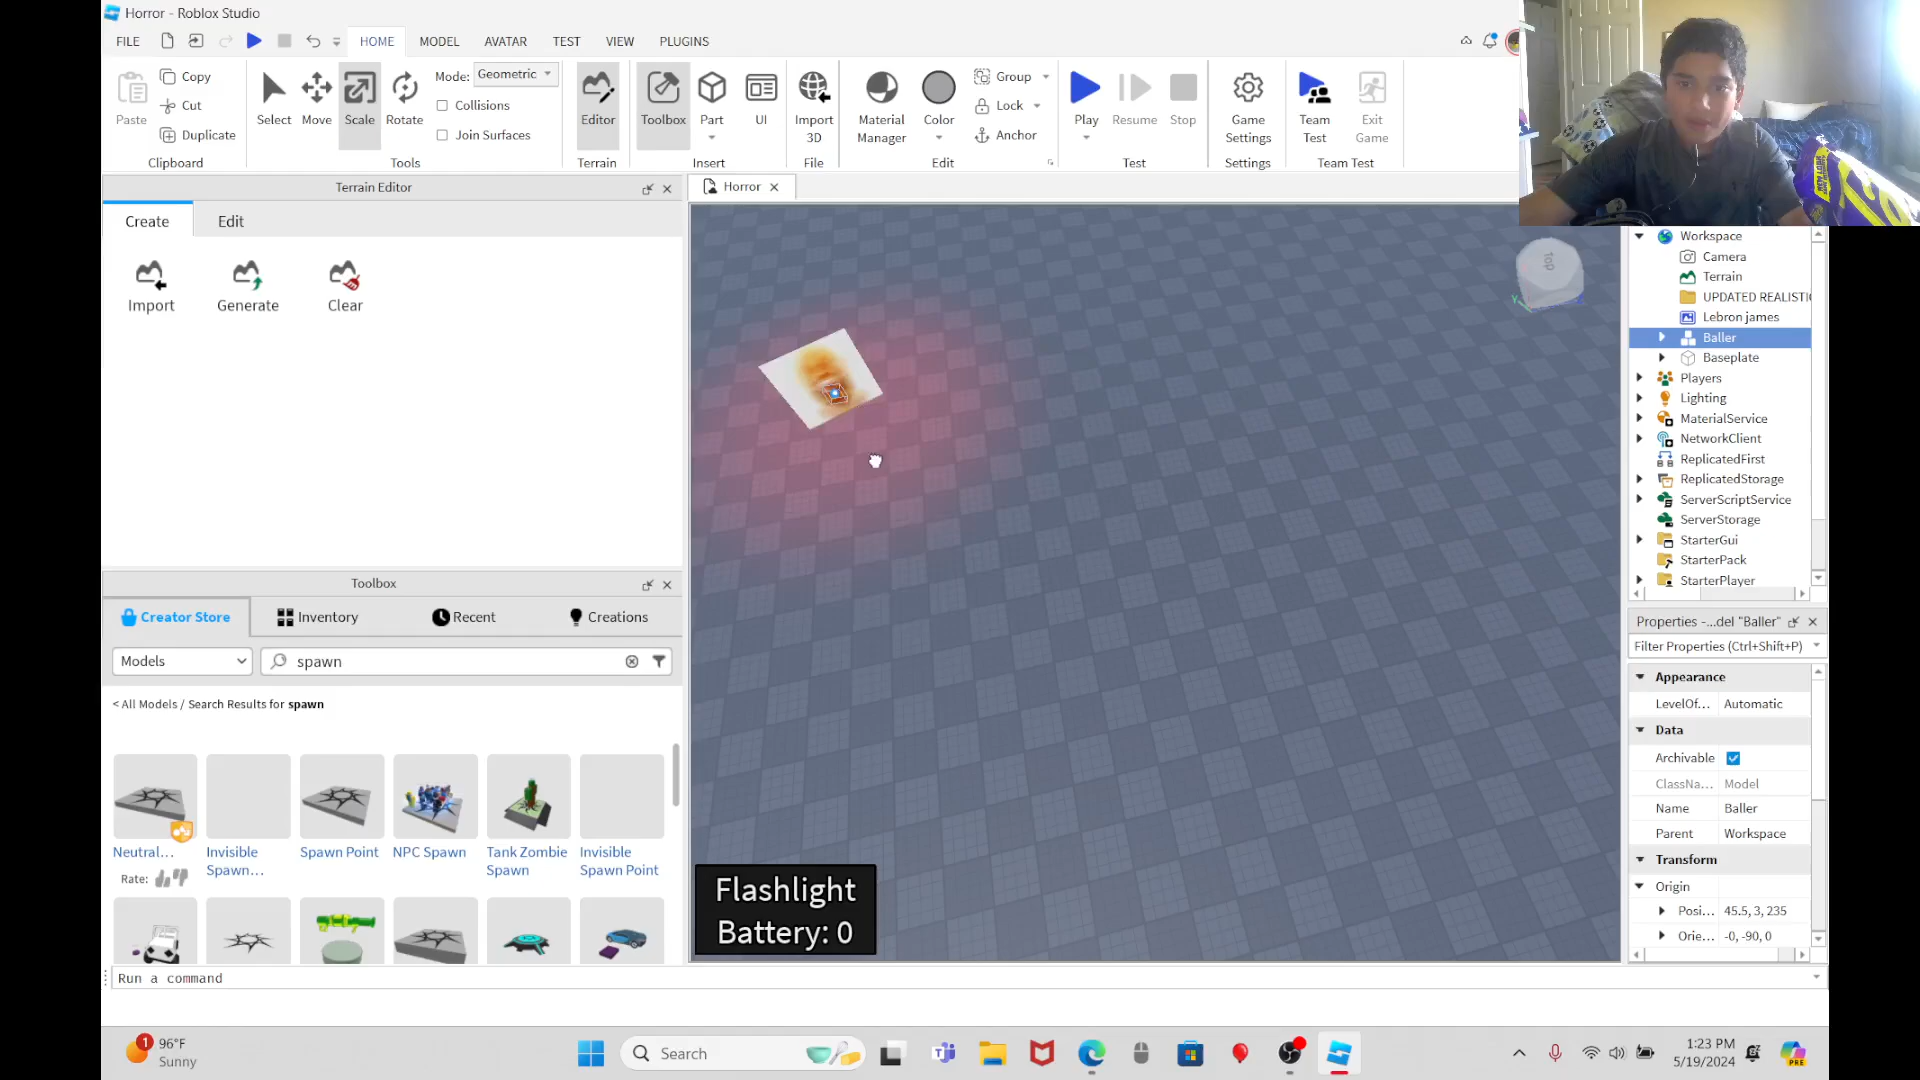 Horror - Roblox Studio
FILE HOME MODEL AVATAR TEST VIEW PLUGINS
Paste Copy Cut Duplicate Clipboard
Select Move Scale Rotate Mode: Geometric Collisions Join Surfaces Tools
Editor Terrain
Toolbox Part UI Insert
Import 3D File
Material Manager Color Group Lock Anchor Edit
Play Resume Stop Test
Game Settings Settings
Team Test Exit Game Team Test
Terrain Editor
Create Edit
Import Generate Clear
Horror
Top
Flashlight
Battery: 0
Toolbox
Creator Store Inventory Recent Creations
Models spawn
< All Models / Search Results for spawn
Neutral... Invisible Spawn... Spawn Point NPC Spawn Tank Zombie Spawn Invisible Spawn Point
Rate:
Workspace
Camera
Terrain
UPDATED REALISTI
Lebron james
Baller
Baseplate
Players
Lighting
MaterialService
NetworkClient
ReplicatedFirst
ReplicatedStorage
ServerScriptService
ServerStorage
StarterGui
StarterPack
StarterPlayer
Properties -...del "Baller"
Filter Properties (Ctrl+Shift+P)
Appearance
LevelOf... Automatic
Data
Archivable
ClassNa... Model
Name Baller
Parent Workspace
Transform
Origin
Posi... 45.5, 3, 235
Orie... -0, -90, 0
Run a command
1
96°F
Sunny
Search
1:23 PM
5/19/2024
PRE